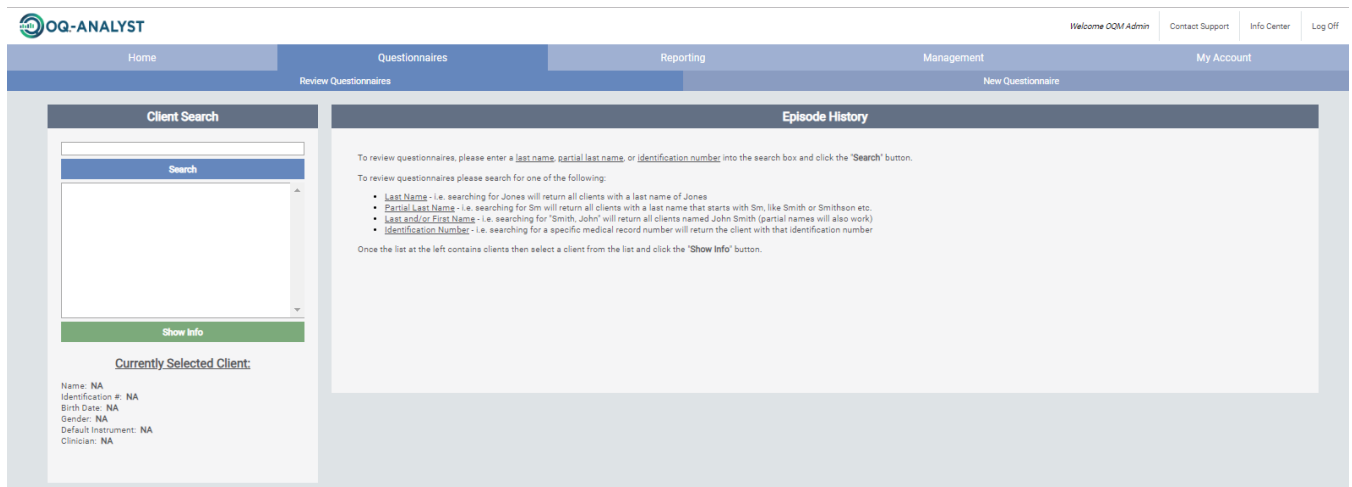 OQ-ANALYST
Welcome OQM Admin
Contact Support
Info Center
Log Off
Home
Questionnaires
Reporting
Management
My Account
Review Questionnaires
New Questionnaire
Client Search
Search
Show Info
Currently Selected Client:
Name: NA
Identification #: NA
Birth Date: NA
Gender: NA
Default Instrument: NA
Clinician: NA
Episode History
To review questionnaires, please enter a last name, partial last name, or identification number into the search box and click the "Search" button.
To review questionnaires please search for one of the following:
• Last Name - i.e. searching for Jones will return all clients with a last name of Jones
• Partial Last Name - i.e. searching for Sm will return all clients with a last name that starts with Sm, like Smith or Smithson etc.
• Last and/or First Name - i.e. searching for "Smith, John" will return all clients named John Smith (partial names will also work)
• Identification Number - i.e. searching for a specific medical record number will return the client with that identification number
Once the list at the left contains clients then select a client from the list and click the "Show Info" button.